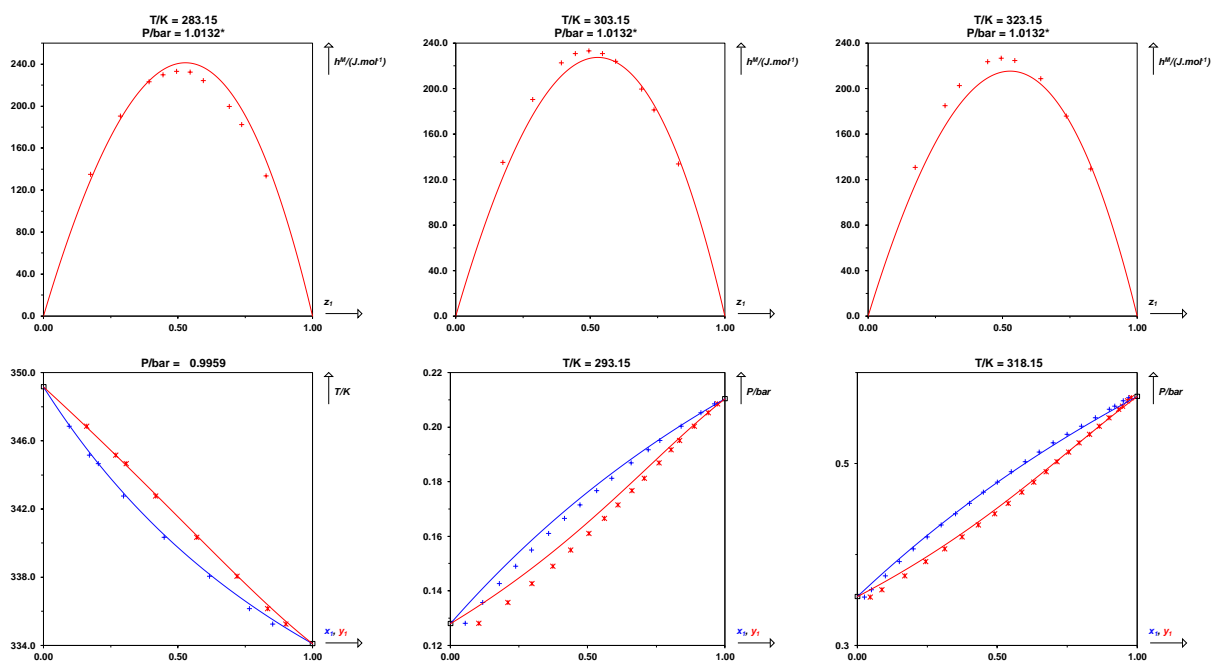 T/K = 283.15
P/bar = 1.0132*
hᴹ/(J.mol⁻¹)
240.0
200.0
160.0
120.0
80.0
40.0
0.0
z₁
0.00 0.50 1.00
T/K = 303.15
P/bar = 1.0132*
hᴹ/(J.mol⁻¹)
240.0
200.0
160.0
120.0
80.0
40.0
0.0
z₁
0.00 0.50 1.00
T/K = 323.15
P/bar = 1.0132*
hᴹ/(J.mol⁻¹)
240.0
200.0
160.0
120.0
80.0
40.0
0.0
z₁
0.00 0.50 1.00
P/bar = 0.9959
T/K
350.0
346.0
342.0
338.0
334.0
x₁, y₁
0.00 0.50 1.00
T/K = 293.15
P/bar
0.22
0.20
0.18
0.16
0.14
0.12
x₁, y₁
0.00 0.50 1.00
T/K = 318.15
P/bar
0.5
0.3
x₁, y₁
0.00 0.50 1.00